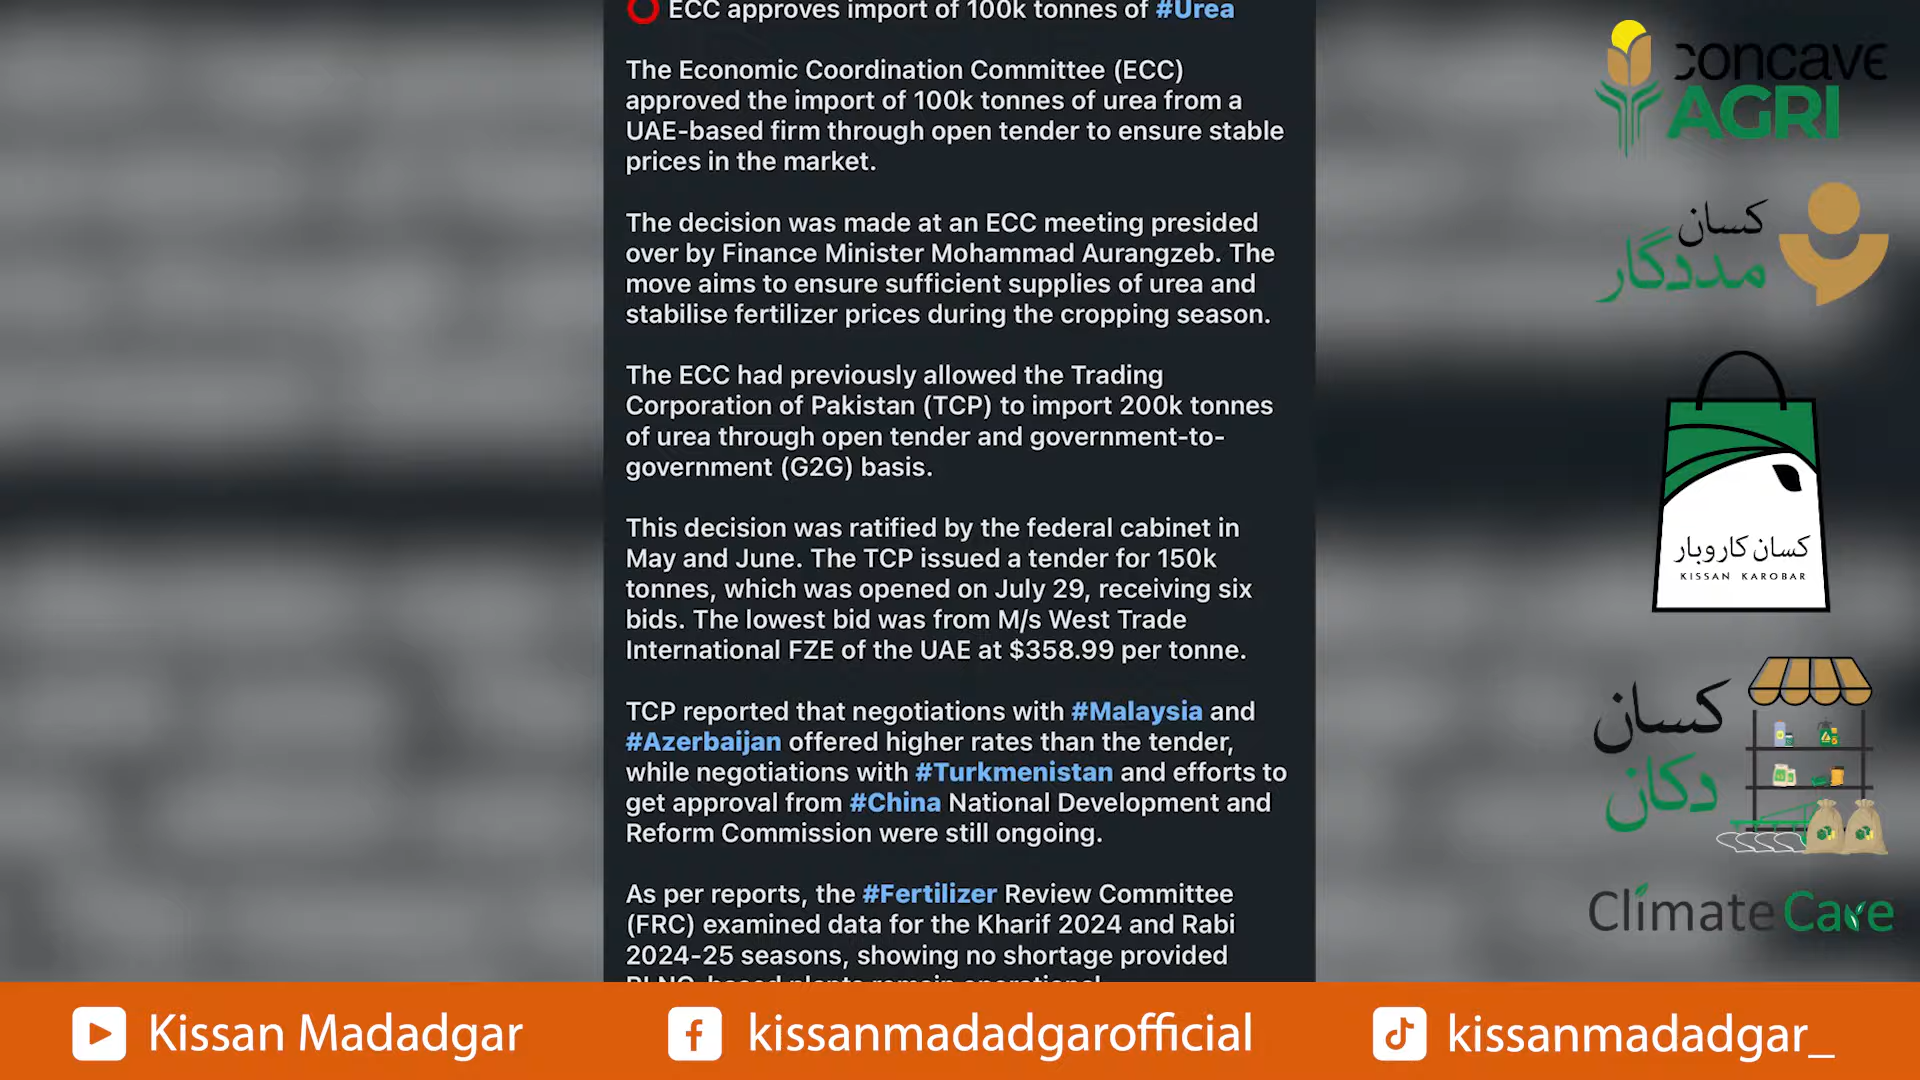 ECC approves import of 100k tonnes of #Urea
The Economic Coordination Committee (ECC)
approved the import of 100k tonnes of urea from a
UAE-based firm through open tender to ensure stable
prices in the market.
The decision was made at an ECC meeting presided
over by Finance Minister Mohammad Aurangzeb. The
move aims to ensure sufficient supplies of urea and
stabilise fertilizer prices during the cropping season.
The ECC had previously allowed the Trading
Corporation of Pakistan (TCP) to import 200k tonnes
of urea through open tender and government-to-
government (G2G) basis.
This decision was ratified by the federal cabinet in
May and June. The TCP issued a tender for 150k
tonnes, which was opened on July 29, receiving six
bids. The lowest bid was from M/s West Trade
International FZE of the UAE at $358.99 per tonne.
TCP reported that negotiations with #Malaysia and
#Azerbaijan offered higher rates than the tender,
while negotiations with #Turkmenistan and efforts to
get approval from #China National Development and
Reform Commission were still ongoing.
As per reports, the #Fertilizer Review Committee
(FRC) examined data for the Kharif 2024 and Rabi
2024-25 seasons, showing no shortage provided
concave
AGRI
کسان
مددگار
کسان کاروبار
KISSAN KAROBAR
کسان
دکان
Climate Care
Kissan Madadgar
kissanmadadgarofficial
kissanmadadgar_